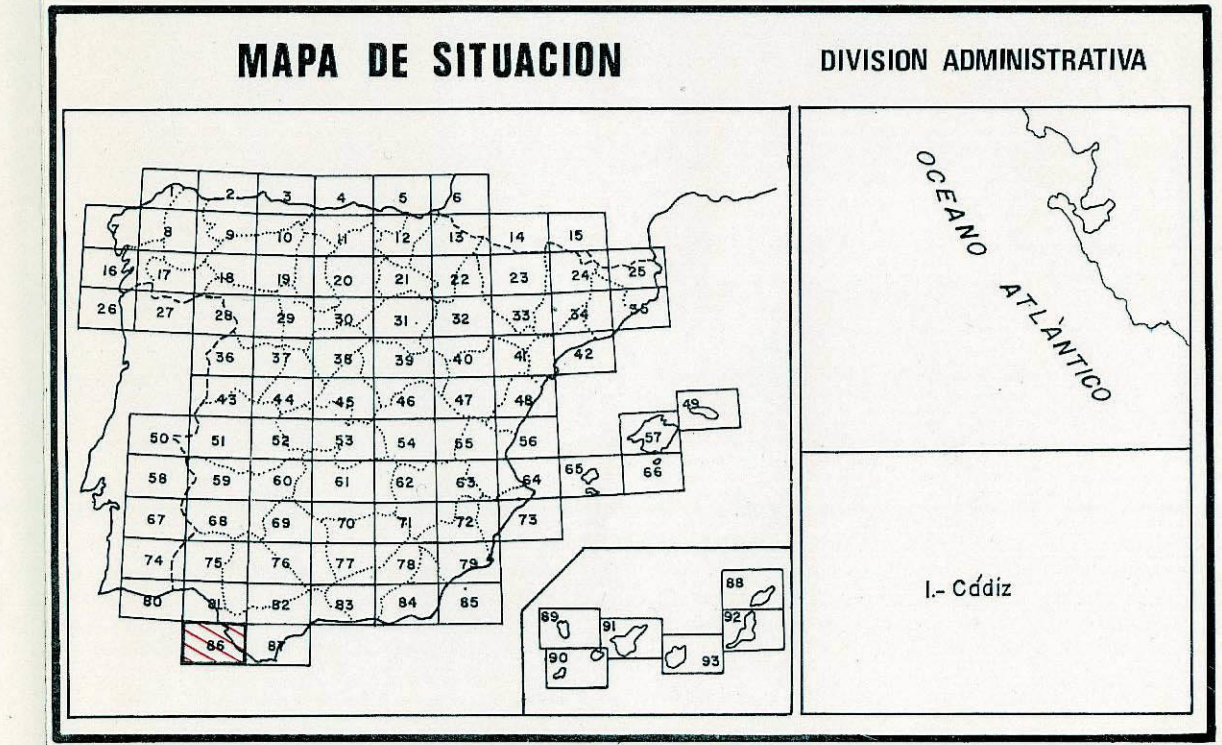 MAPA DE SITUACION
DIVISION ADMINISTRATIVA
1 2 3 4 5 6
7 8 9 10 11 12 13 14 15
16 17 18 19 20 21 22 23 24 25
26 27 28 29 30 31 32 33 34 35
36 37 38 39 40 41 42
43 44 45 46 47 48 49
50 51 52 53 54 55 56 57
58 59 60 61 62 63 64 65 66
67 68 69 70 71 72 73
74 75 76 77 78 79
80 81 82 83 84 85
86 87
88
89 91 92
90 93
OCEANO ATLÀNTICO
I.- Cádiz